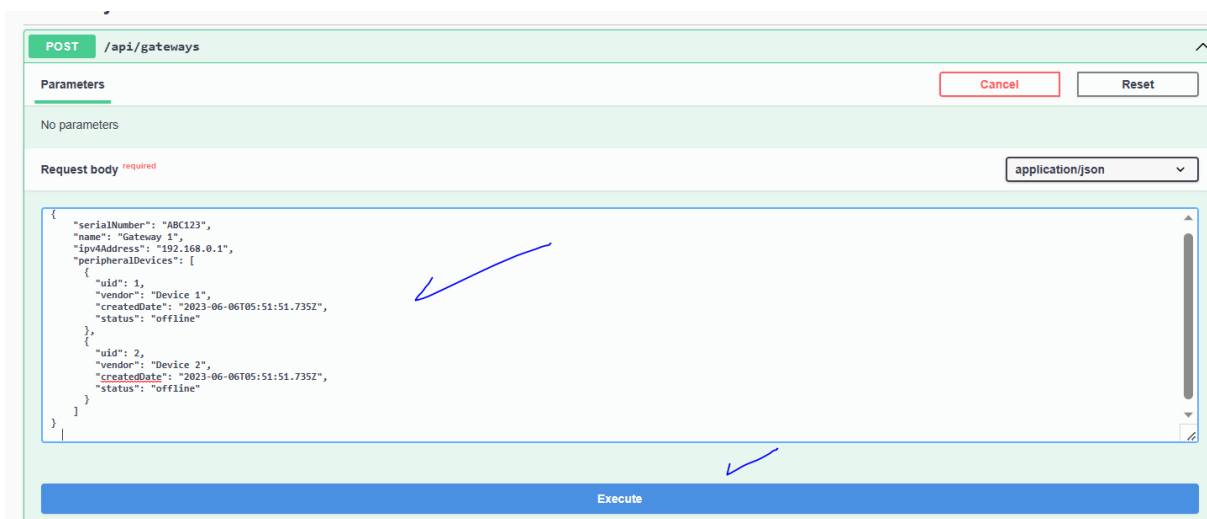 POST /api/gateways
Parameters
Cancel
Reset
No parameters
Request body required
application/json
{
"serialNumber": "ABC123",
"name": "Gateway 1",
"ipv4Address": "192.168.0.1",
"peripheralDevices": [
{
"uid": 1,
"vendor": "Device 1",
"createdDate": "2023-06-06T05:51:51.735Z",
"status": "offline"
},
{
"uid": 2,
"vendor": "Device 2",
"createdDate": "2023-06-06T05:51:51.735Z",
"status": "offline"
}
]
}
Execute